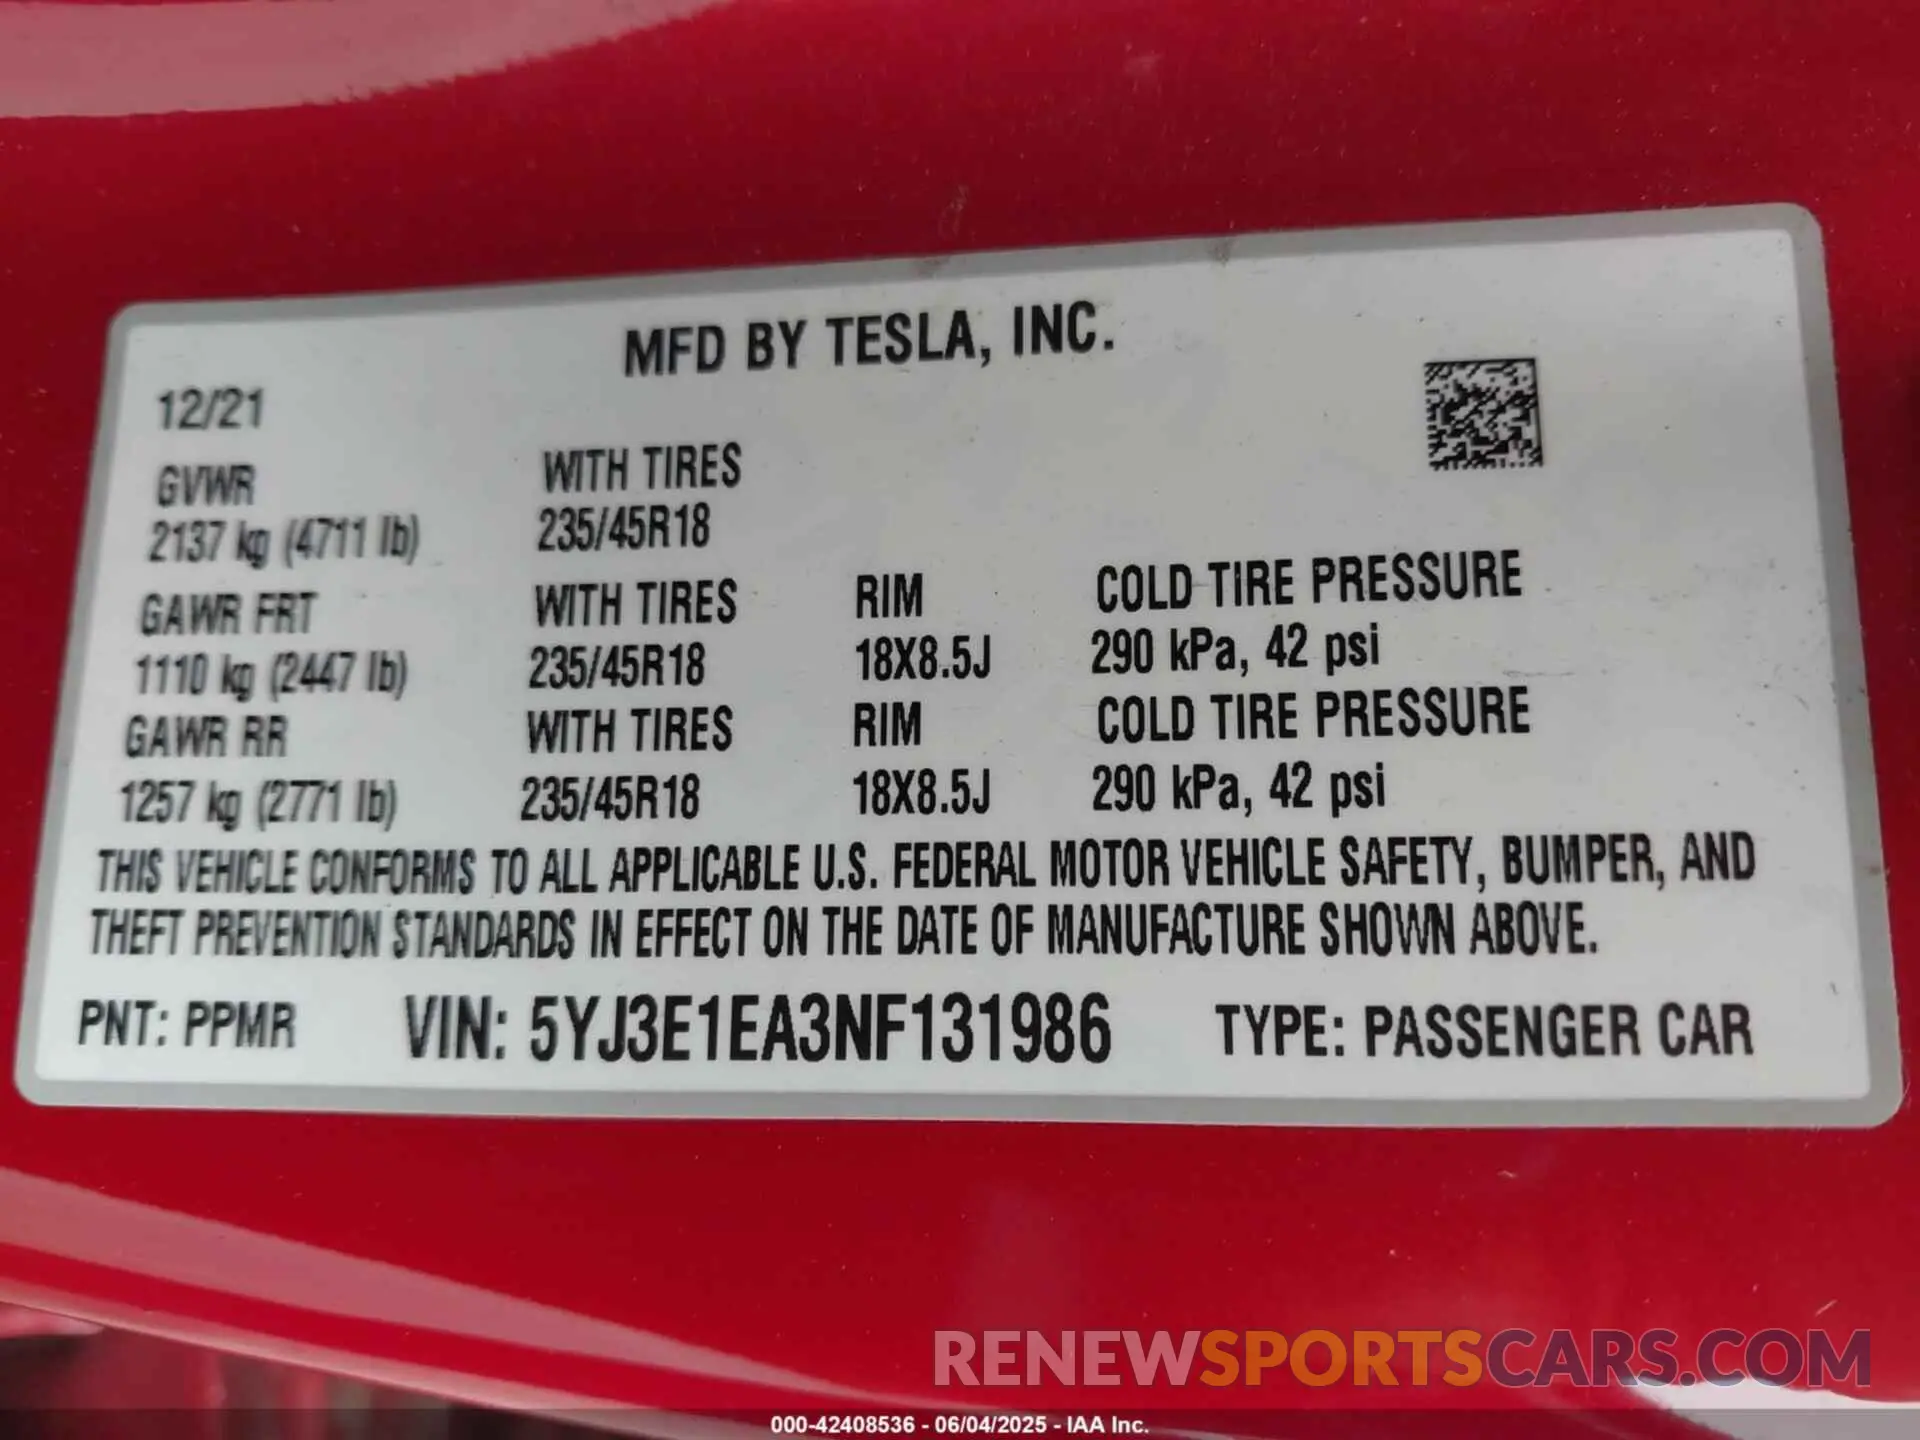 MFD BY TESLA, INC.
12/21
GVWR WITH TIRES
2137 kg (4711 lb) 235/45R18
GAWR FRT WITH TIRES RIM COLD TIRE PRESSURE
1110 kg (2447 lb) 235/45R18 18X8.5J 290 kPa, 42 psi
GAWR RR WITH TIRES RIM COLD TIRE PRESSURE
1257 kg (2771 lb) 235/45R18 18X8.5J 290 kPa, 42 psi
THIS VEHICLE CONFORMS TO ALL APPLICABLE U.S. FEDERAL MOTOR VEHICLE SAFETY, BUMPER, AND
THEFT PREVENTION STANDARDS IN EFFECT ON THE DATE OF MANUFACTURE SHOWN ABOVE.
PNT: PPMR VIN: 5YJ3E1EA3NF131986 TYPE: PASSENGER CAR
RENEWSPORTSCARS.COM
000-42408536 - 06/04/2025 - IAA Inc.